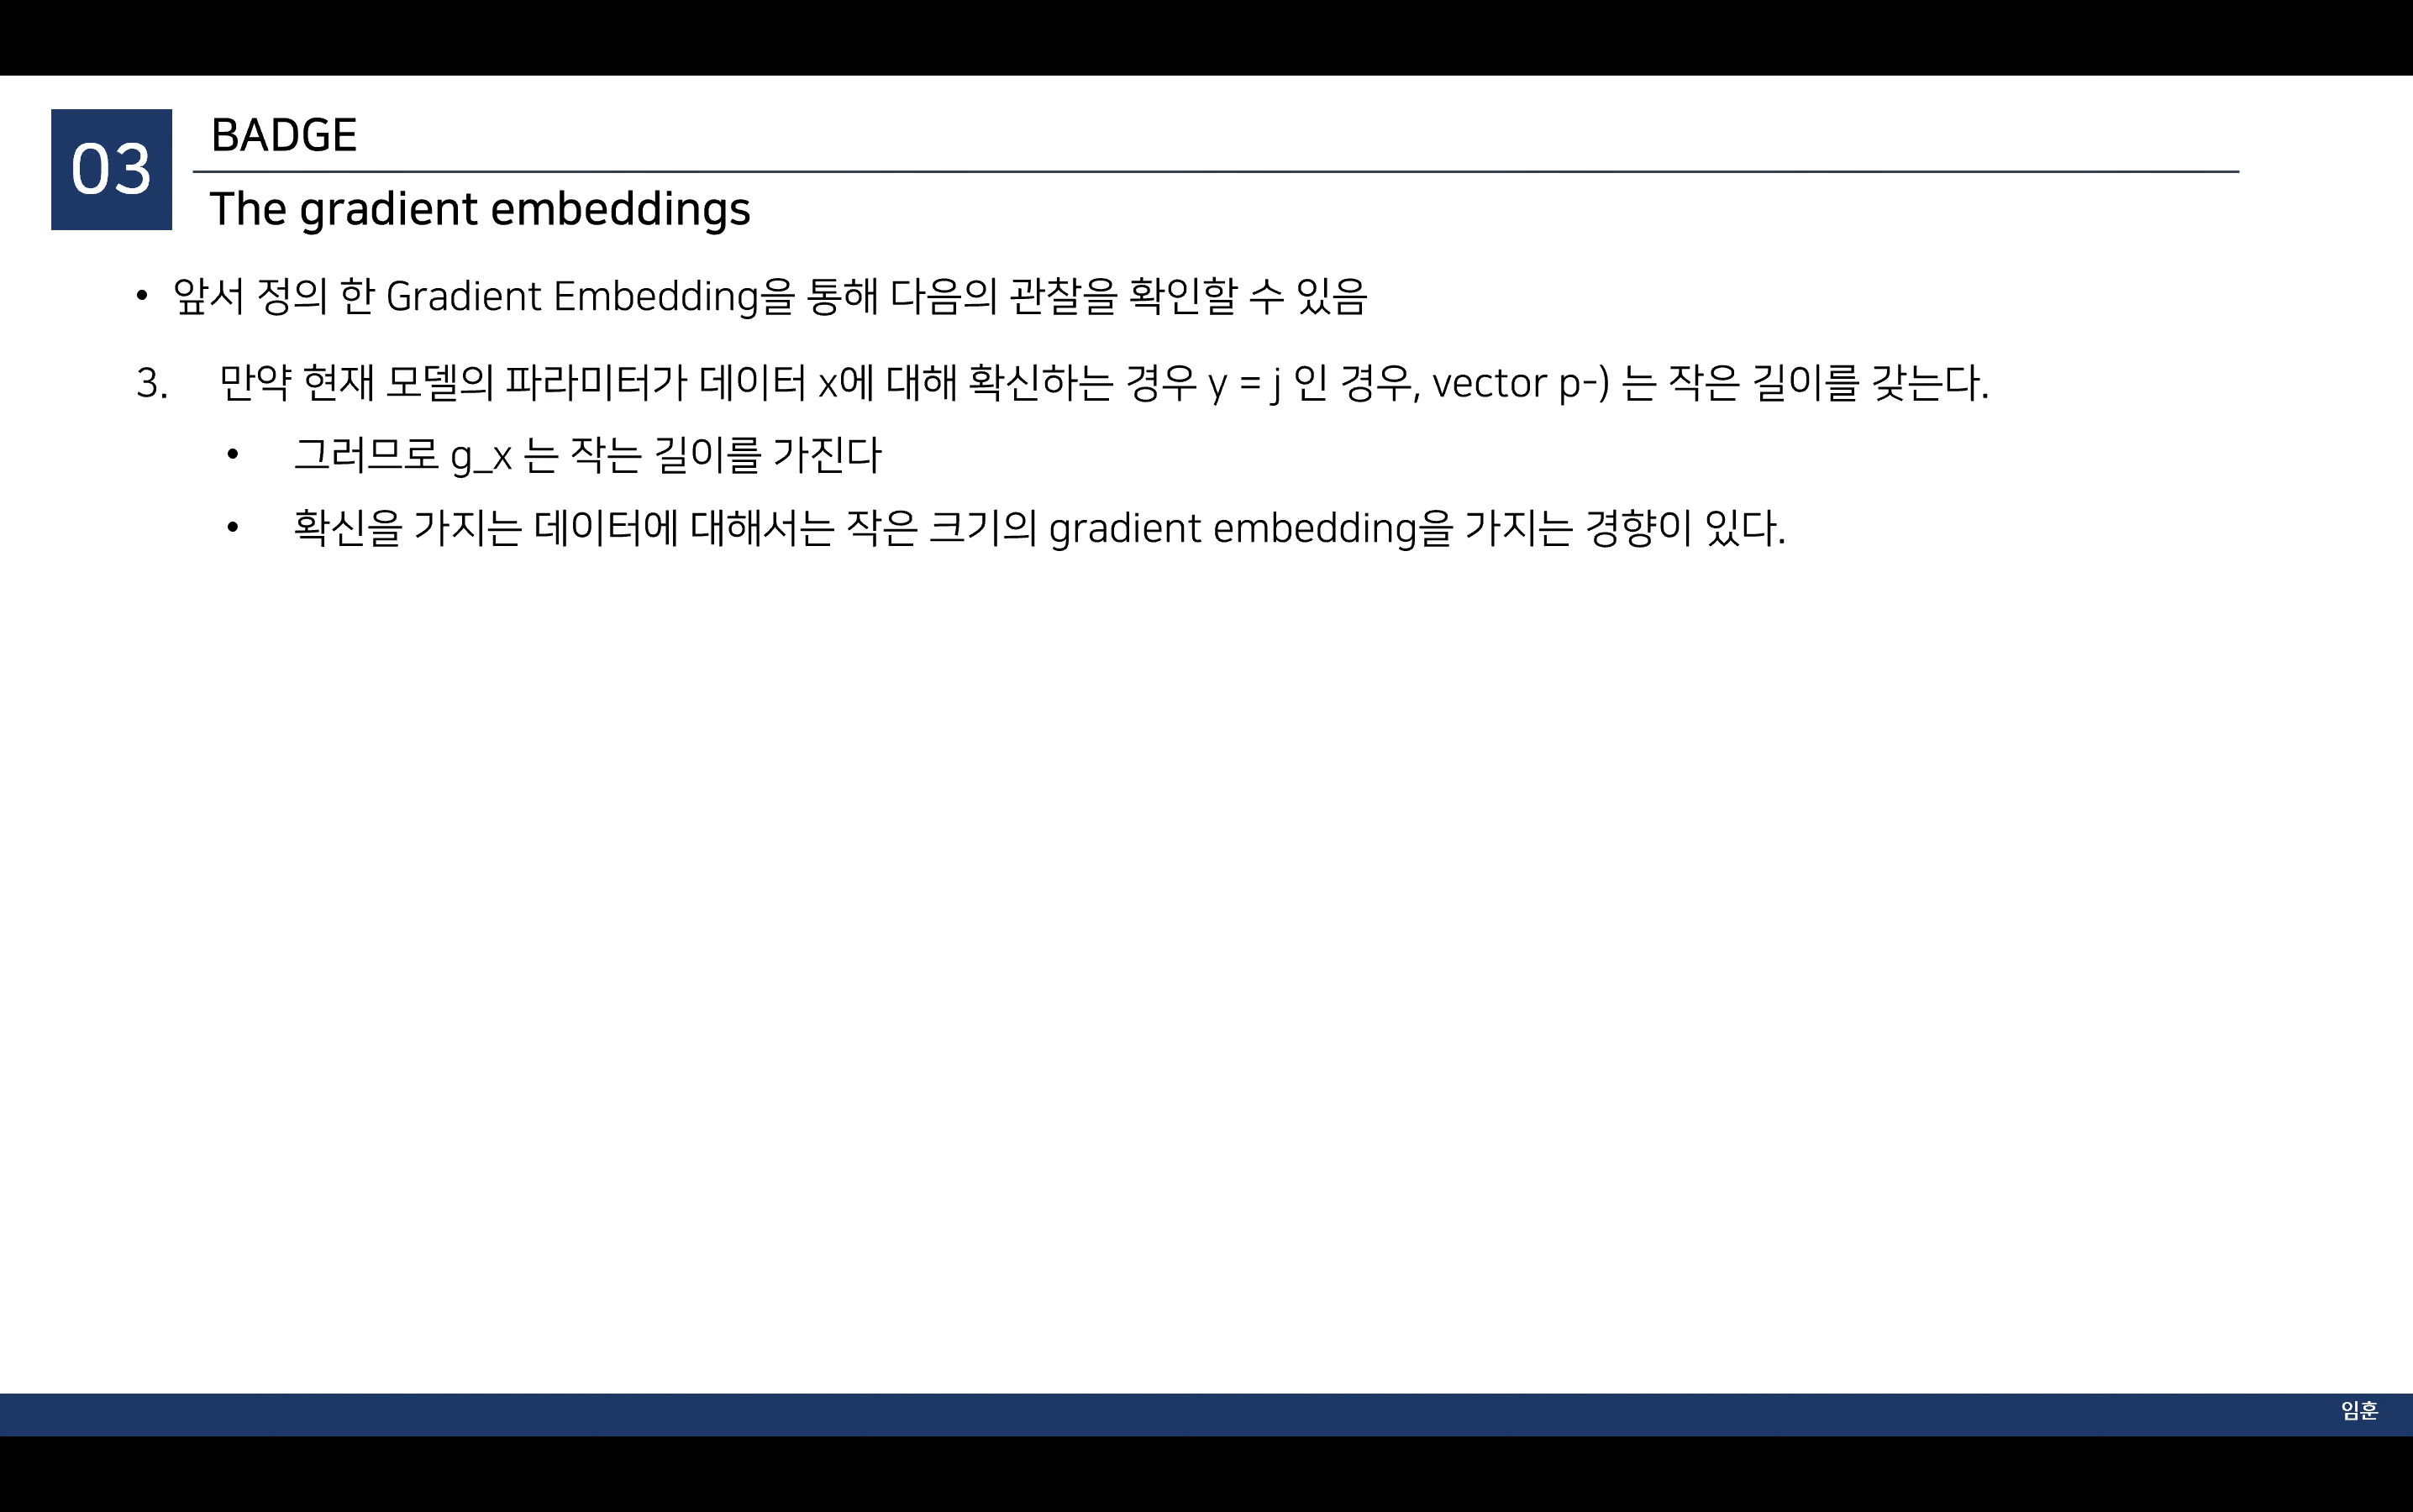 03
BADGE
The gradient embeddings
• 앞서 정의 한 Gradient Embedding을 통해 다음의 관찰을 확인할 수 있음
3. 만약 현재 모델의 파라미터가 데이터 x에 대해 확신하는 경우 y = j 인 경우, vector p-) 는 작은 길이를 갖는다.
• 그러므로 g_x 는 작는 길이를 가진다
• 확신을 가지는 데이터에 대해서는 작은 크기의 gradient embedding을 가지는 경향이 있다.
임훈